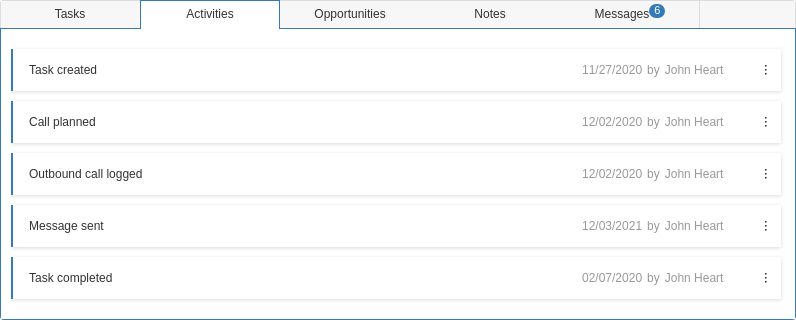 Tasks Activities Opportunities Notes Messages 6
Task created 11/27/2020 by John Heart
Call planned 12/02/2020 by John Heart
Outbound call logged 12/02/2020 by John Heart
Message sent 12/03/2021 by John Heart
Task completed 02/07/2020 by John Heart